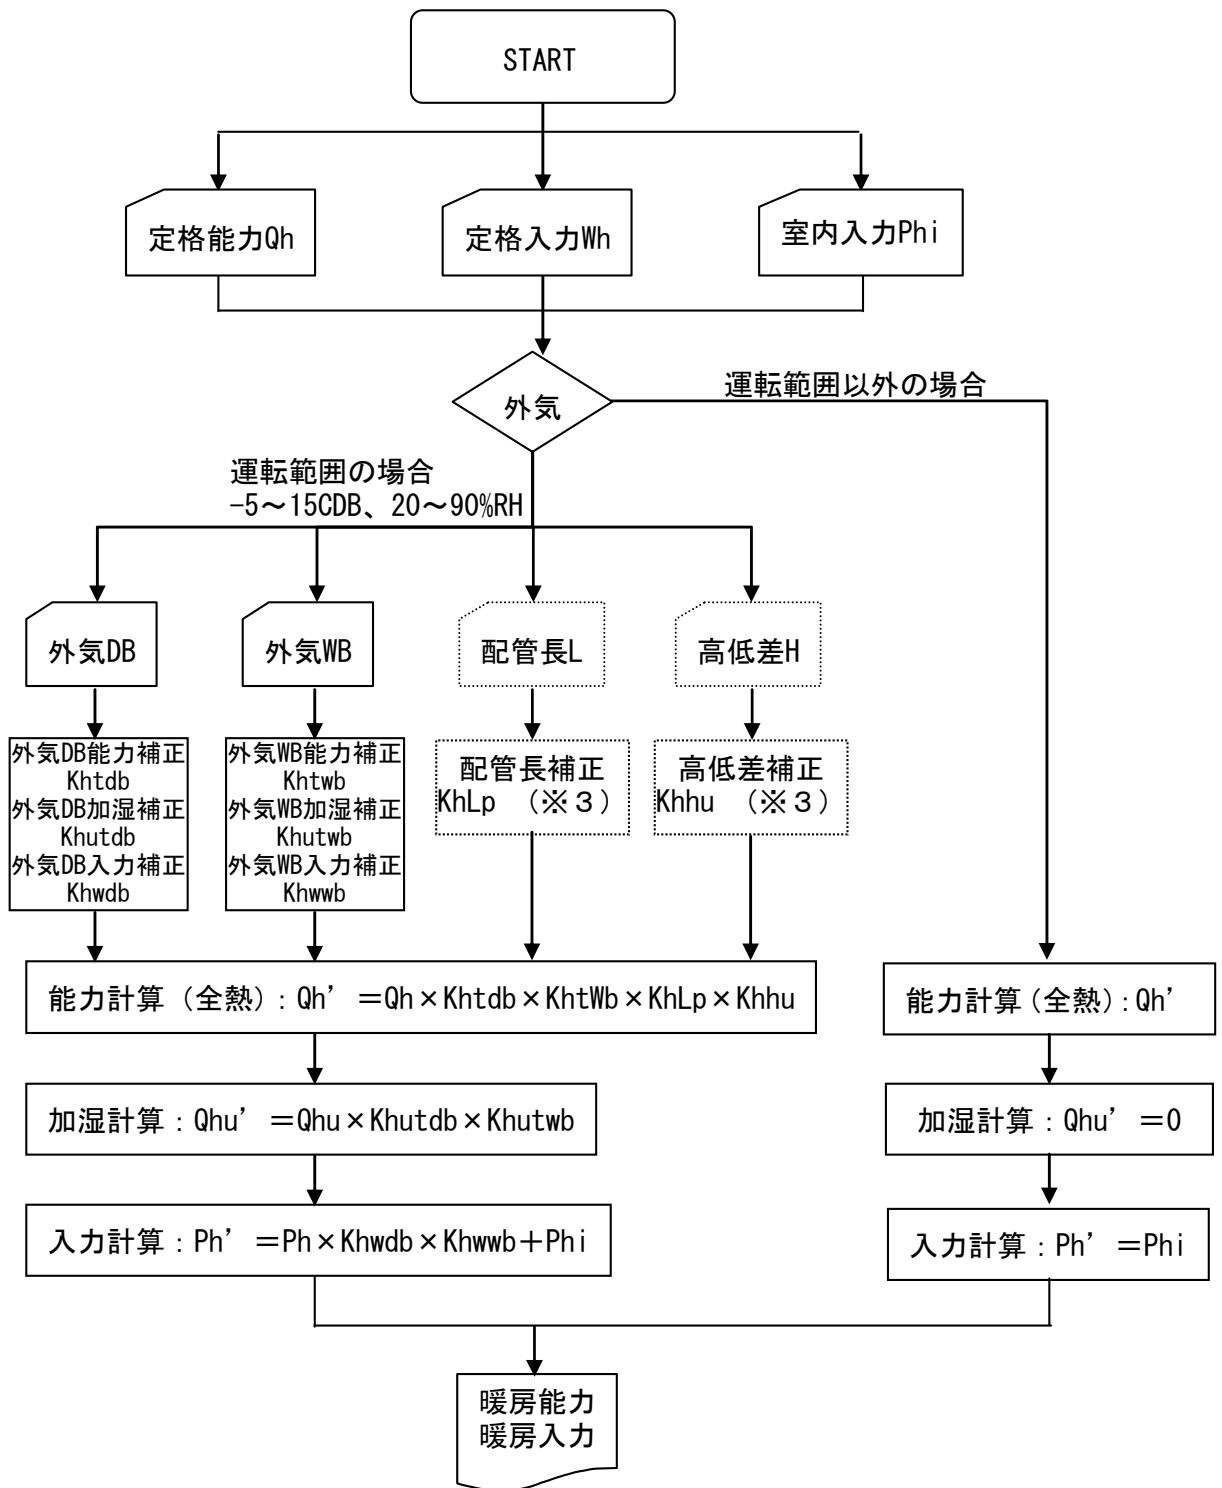 START
定格能力Qh
定格入力Wh
室内入力Phi
外気
運転範囲以外の場合
運転範囲の場合
-5～15CDB、20～90%RH
外気DB
外気WB
配管長L
高低差H
外気DB能力補正
Khtdb
外気DB加湿補正
Khutdb
外気DB入力補正
Khwdb
外気WB能力補正
Khtwb
外気WB加湿補正
Khutwb
外気WB入力補正
Khwwb
配管長補正
KhLp （※３）
高低差補正
Khhu （※３）
能力計算（全熱）：Qh’＝Qh×Khtdb×KhtWb×KhLp×Khhu
能力計算（全熱）：Qh’
加湿計算：Qhu’＝Qhu×Khutdb×Khutwb
加湿計算：Qhu’＝0
入力計算：Ph’＝Ph×Khwdb×Khwwb＋Phi
入力計算：Ph’＝Phi
暖房能力
暖房入力